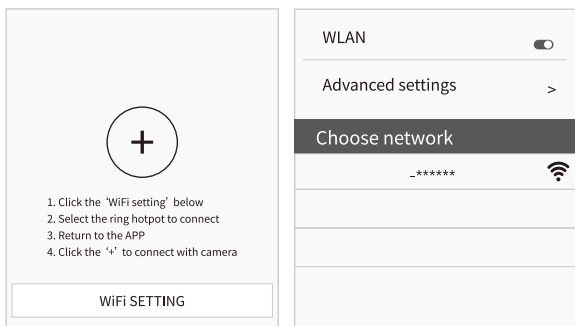 +
1. Click the ‘WiFi setting’ below
2. Select the ring hotpot to connect
3. Return to the APP
4. Click the ‘+’ to connect with camera
WiFi SETTING
WLAN
Advanced settings >
Choose network
_******